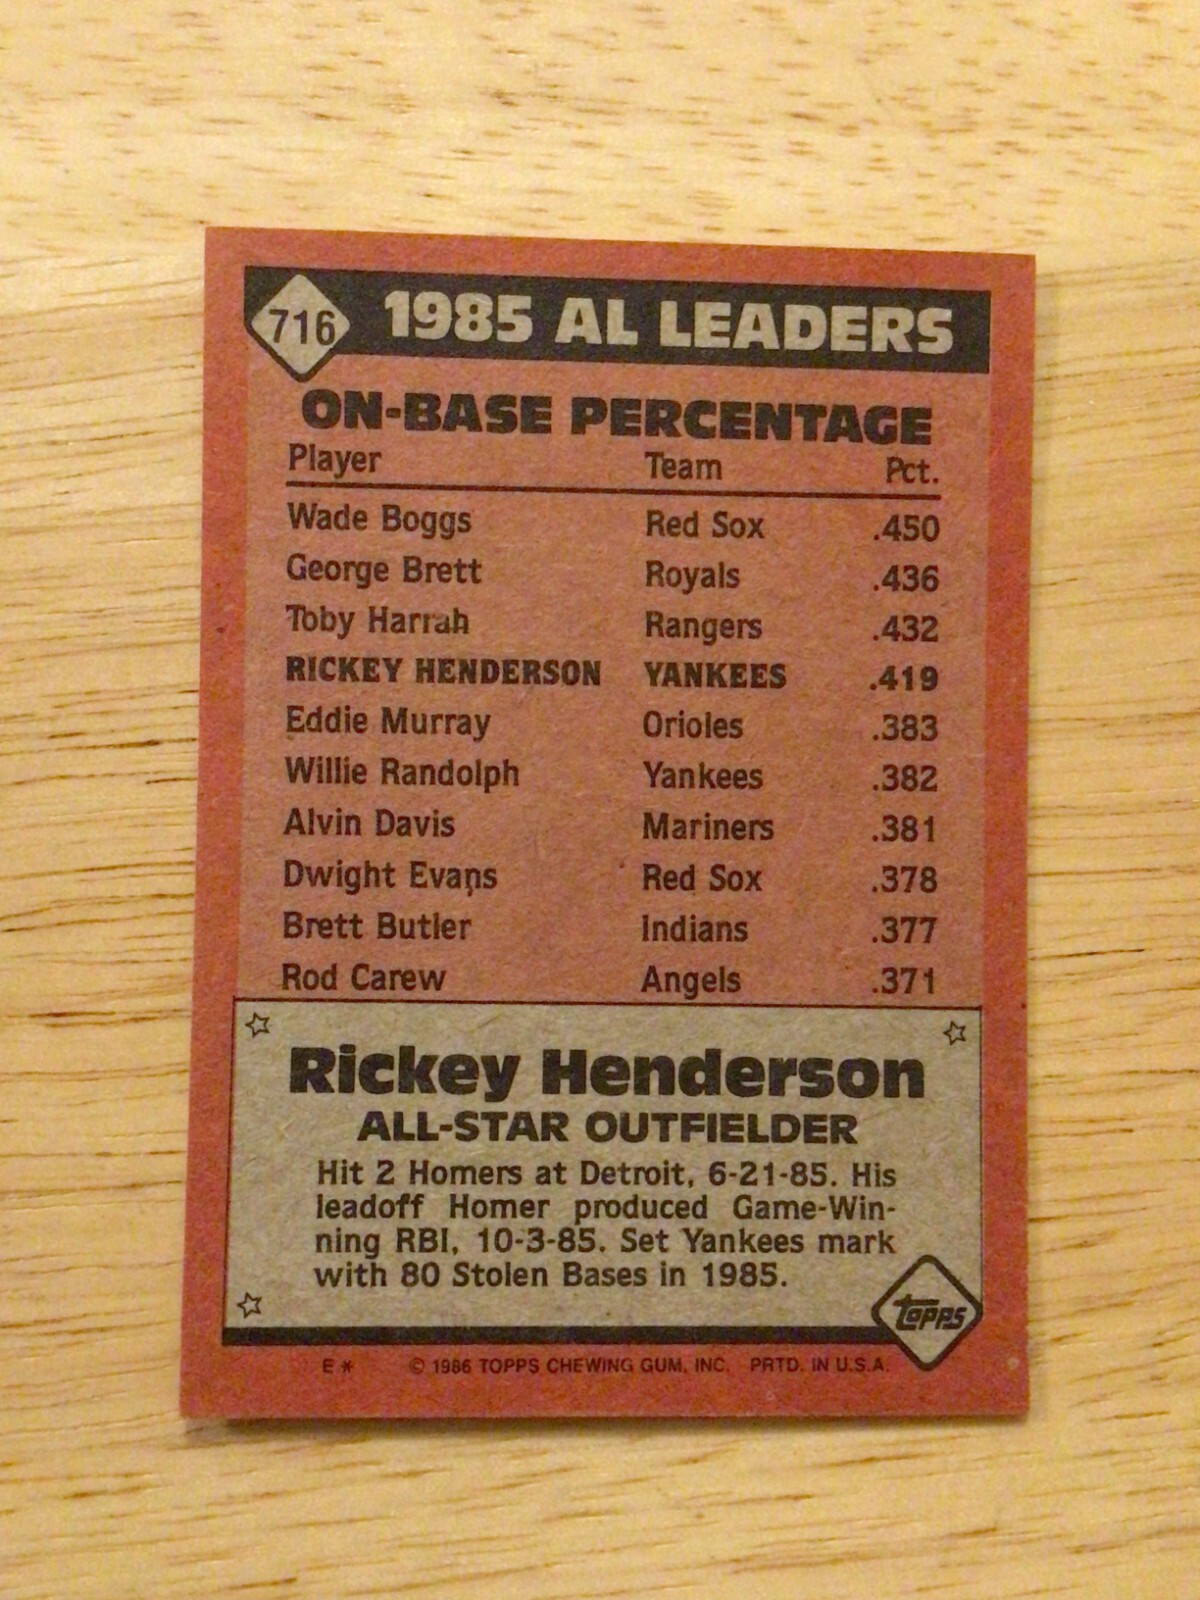 716 1985 AL LEADERS
ON-BASE PERCENTAGE
Player Team Pct.
Wade Boggs Red Sox .450
George Brett Royals .436
Toby Harrah Rangers .432
RICKEY HENDERSON YANKEES .419
Eddie Murray Orioles .383
Willie Randolph Yankees .382
Alvin Davis Mariners .381
Dwight Evans Red Sox .378
Brett Butler Indians .377
Rod Carew Angels .371
Rickey Henderson
ALL-STAR OUTFIELDER
Hit 2 Homers at Detroit, 6-21-85. His
leadoff Homer produced Game-Win-
ning RBI, 10-3-85. Set Yankees mark
with 80 Stolen Bases in 1985.
topps
E * © 1986 TOPPS CHEWING GUM, INC. PRTD. IN U.S.A.